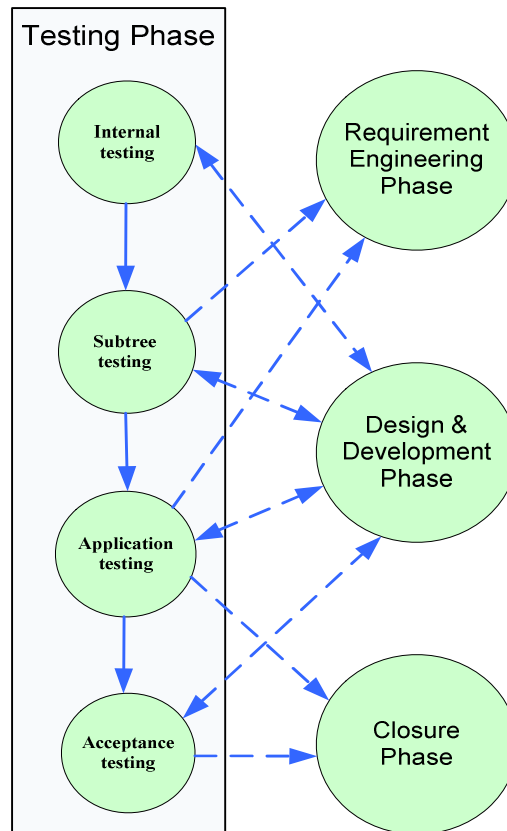 Testing Phase
Internal
testing
Requirement
Engineering
Phase
Subtree
testing
Design &
Development
Phase
Application
testing
Acceptance
testing
Closure
Phase